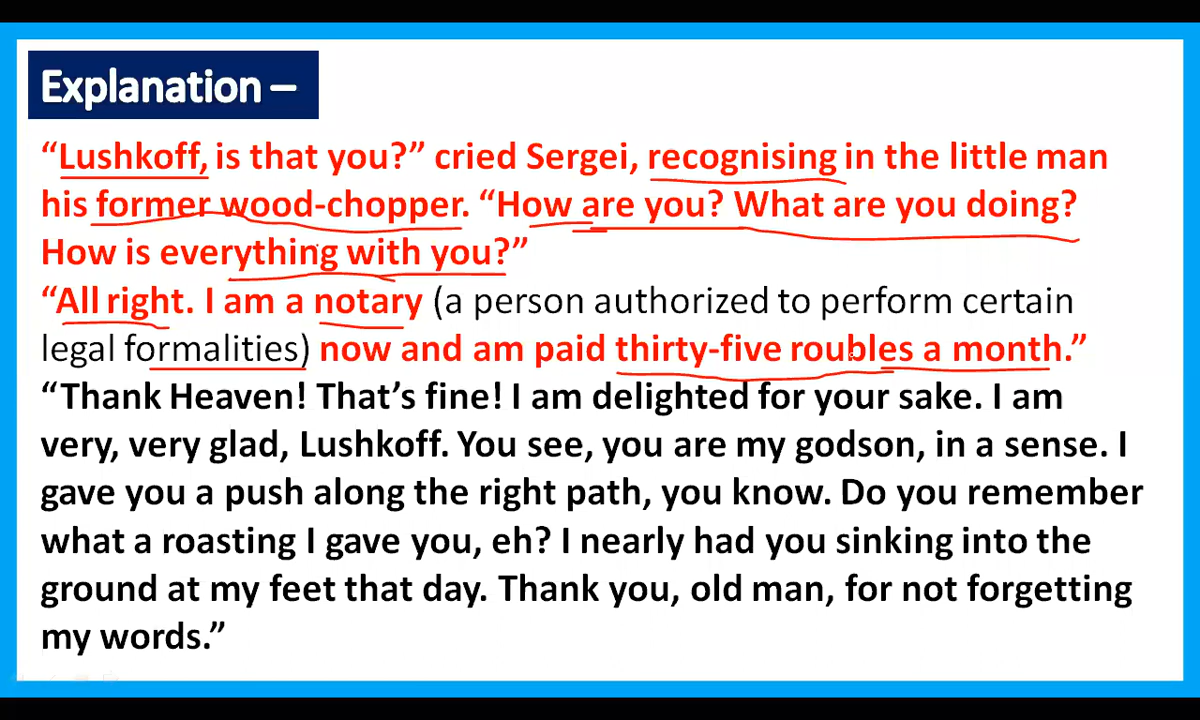 Explanation –
“Lushkoff, is that you?” cried Sergei, recognising in the little man
his former wood-chopper. “How are you? What are you doing?
How is everything with you?”
“All right. I am a notary (a person authorized to perform certain
legal formalities) now and am paid thirty-five roubles a month.”
“Thank Heaven! That’s fine! I am delighted for your sake. I am
very, very glad, Lushkoff. You see, you are my godson, in a sense. I
gave you a push along the right path, you know. Do you remember
what a roasting I gave you, eh? I nearly had you sinking into the
ground at my feet that day. Thank you, old man, for not forgetting
my words.”